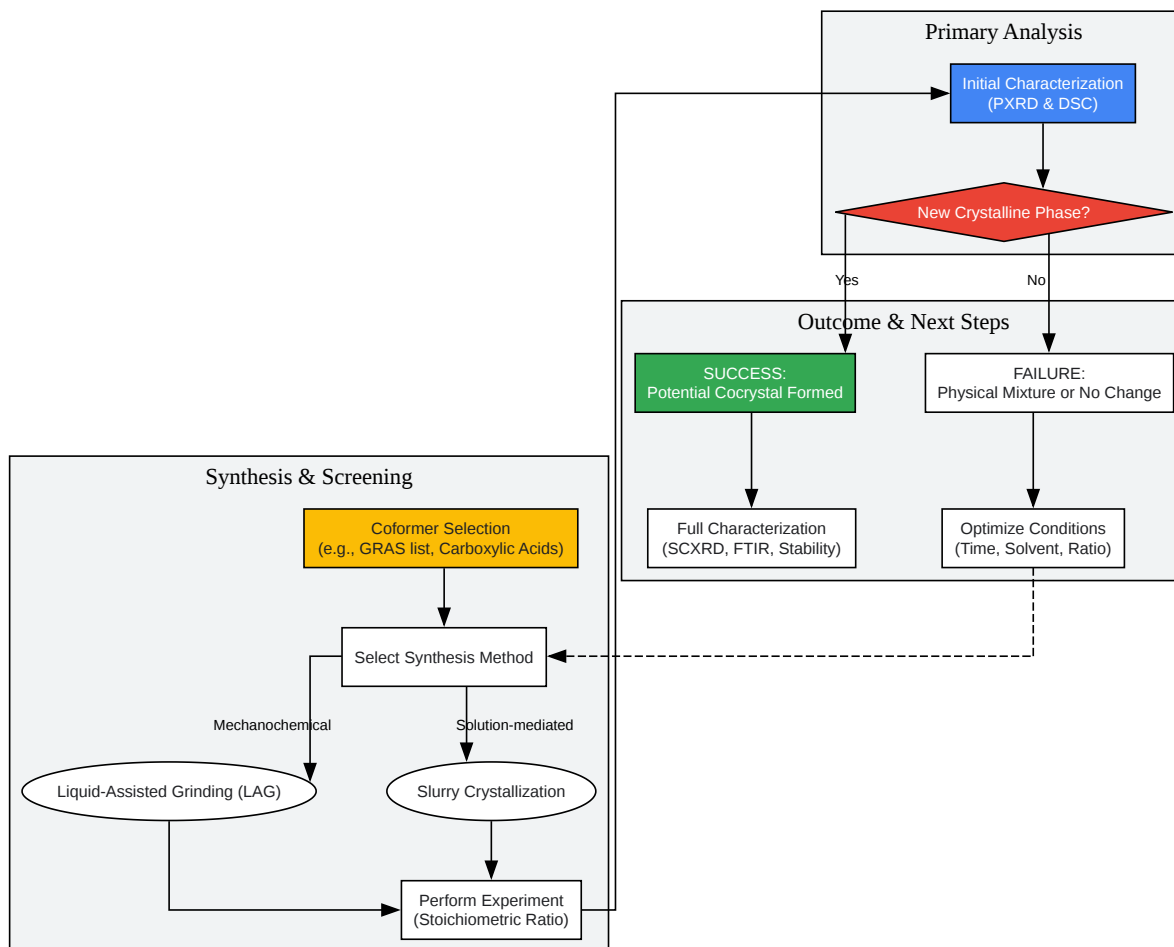 Primary Analysis
Initial Characterization
(PXRD & DSC)
New Crystalline Phase?
Yes
No
Outcome & Next Steps
SUCCESS:
Potential Cocrystal Formed
FAILURE:
Physical Mixture or No Change
Full Characterization
(SCXRD, FTIR, Stability)
Optimize Conditions
(Time, Solvent, Ratio)
Synthesis & Screening
Coformer Selection
(e.g., GRAS list, Carboxylic Acids)
Select Synthesis Method
Mechanochemical
Solution-mediated
Liquid-Assisted Grinding (LAG)
Slurry Crystallization
Perform Experiment
(Stoichiometric Ratio)